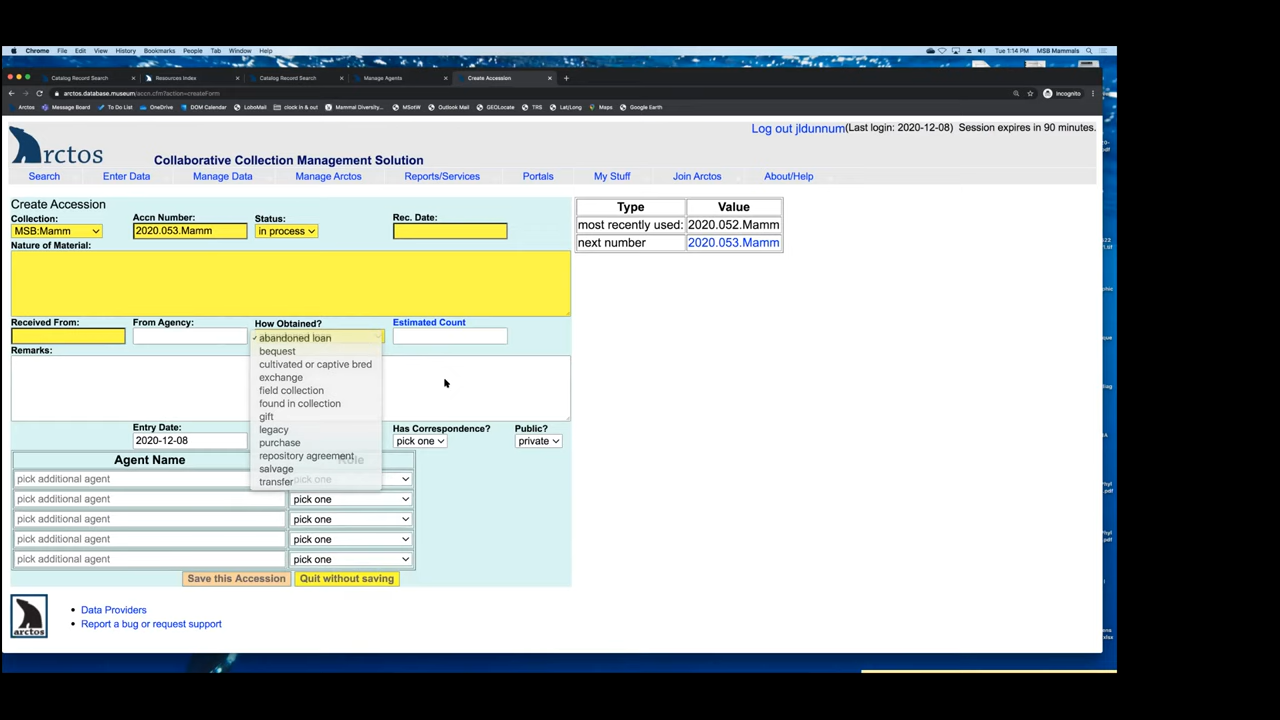 Chrome File Edit View History Bookmarks People Tab Window Help Tue 1:14 PM MSB Mammals
Catalog Record Search Resources Index Catalog Record Search Manage Agents Create Accession
arctos.database.museum/accn.cfm?action=createForm Incognito
Arctos Message Board To Do List OneDrive DOM Calendar LoboMail clock in & out Mammal Diversity... MSotW Outlook Mail GEOLocate TRS Lat/Long Maps Google Earth
Log out jldunnum(Last login: 2020-12-08) Session expires in 90 minutes.
Arctos Collaborative Collection Management Solution
Search Enter Data Manage Data Manage Arctos Reports/Services Portals My Stuff Join Arctos About/Help
Create Accession
Collection: Accn Number: Status: Rec. Date:
MSB:Mamm 2020.053.Mamm in process
Nature of Material:
Type Value
most recently used: 2020.052.Mamm
next number 2020.053.Mamm
Received From: From Agency: How Obtained? Estimated Count
abandoned loan
Remarks:
bequest
cultivated or captive bred
exchange
field collection
found in collection
gift
legacy
purchase
repository agreement
salvage
transfer
Entry Date: Has Correspondence? Public?
2020-12-08 pick one private
Agent Name Role
pick additional agent pick one
pick additional agent pick one
pick additional agent pick one
pick additional agent pick one
pick additional agent pick one
Save this Accession Quit without saving
arctos
Data Providers
Report a bug or request support